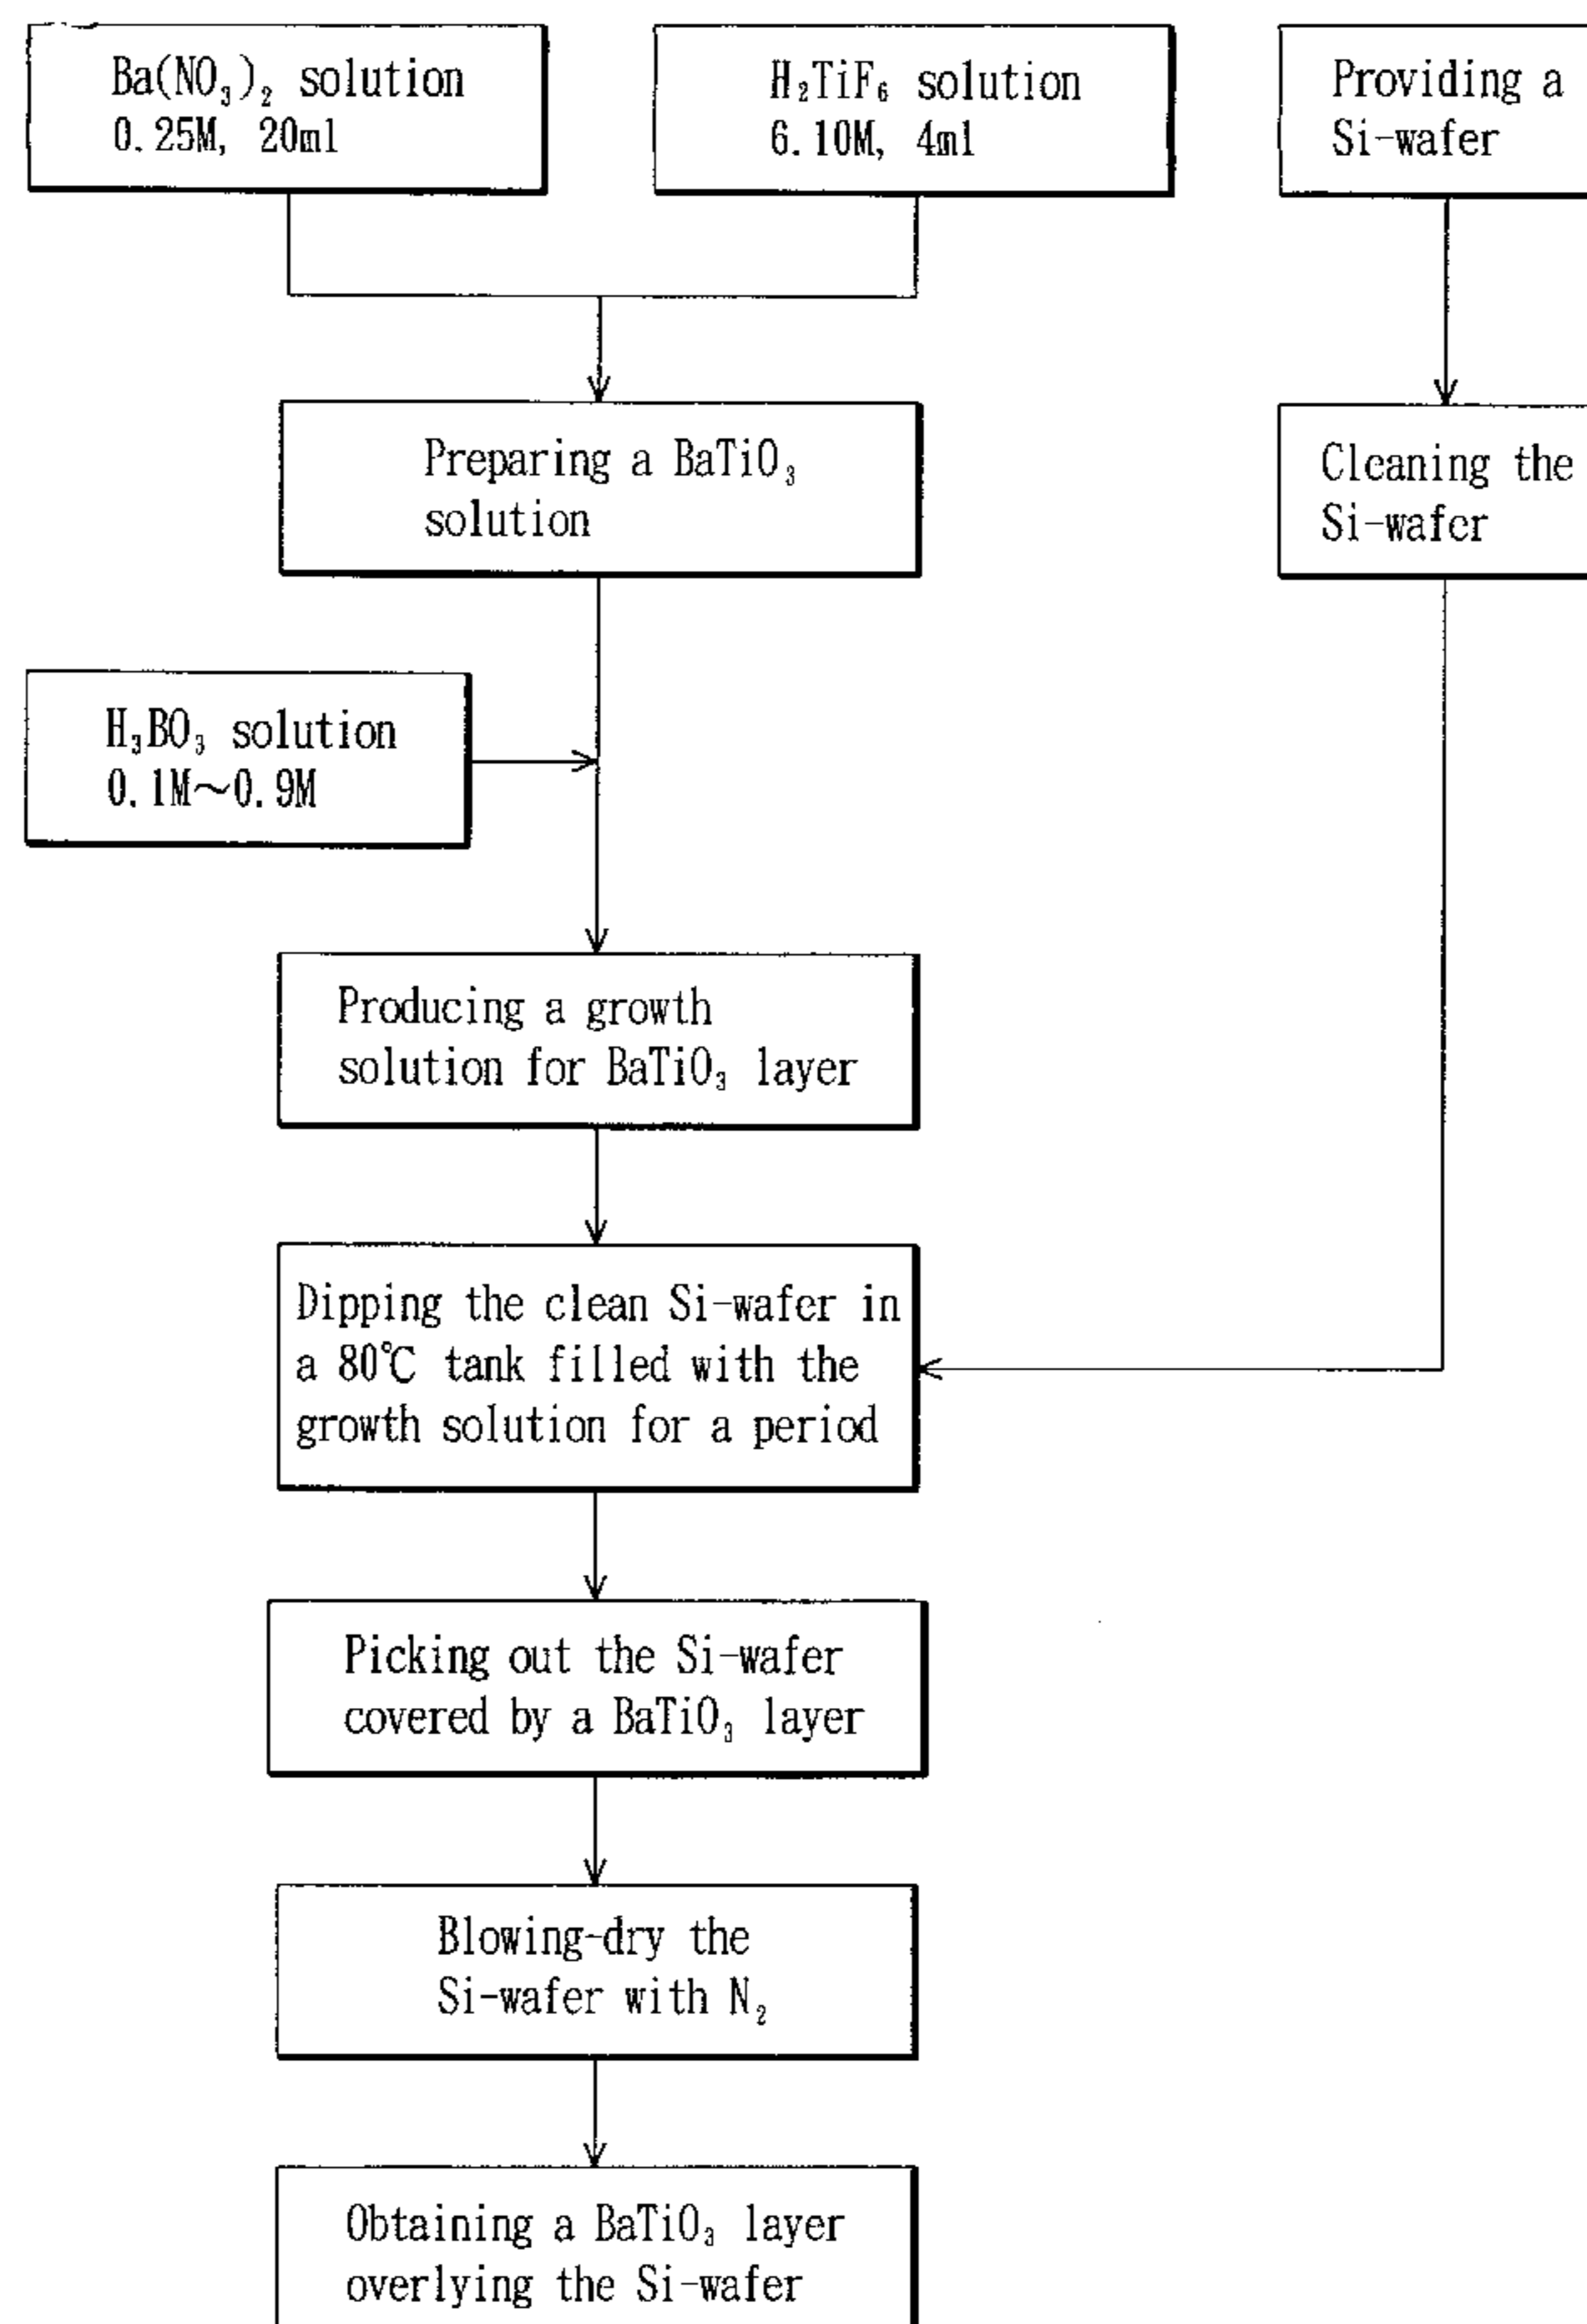 Ba(NO₃)₂ solution
0.25M, 20ml
H₂TiF₆ solution
6.10M, 4ml
Providing a
Si-wafer
Preparing a BaTiO₃
solution
Cleaning the
Si-wafer
H₃BO₃ solution
0.1M~0.9M
Producing a growth
solution for BaTiO₃ layer
Dipping the clean Si-wafer in
a 80℃ tank filled with the
growth solution for a period
Picking out the Si-wafer
covered by a BaTiO₃ layer
Blowing-dry the
Si-wafer with N₂
Obtaining a BaTiO₃ layer
overlying the Si-wafer